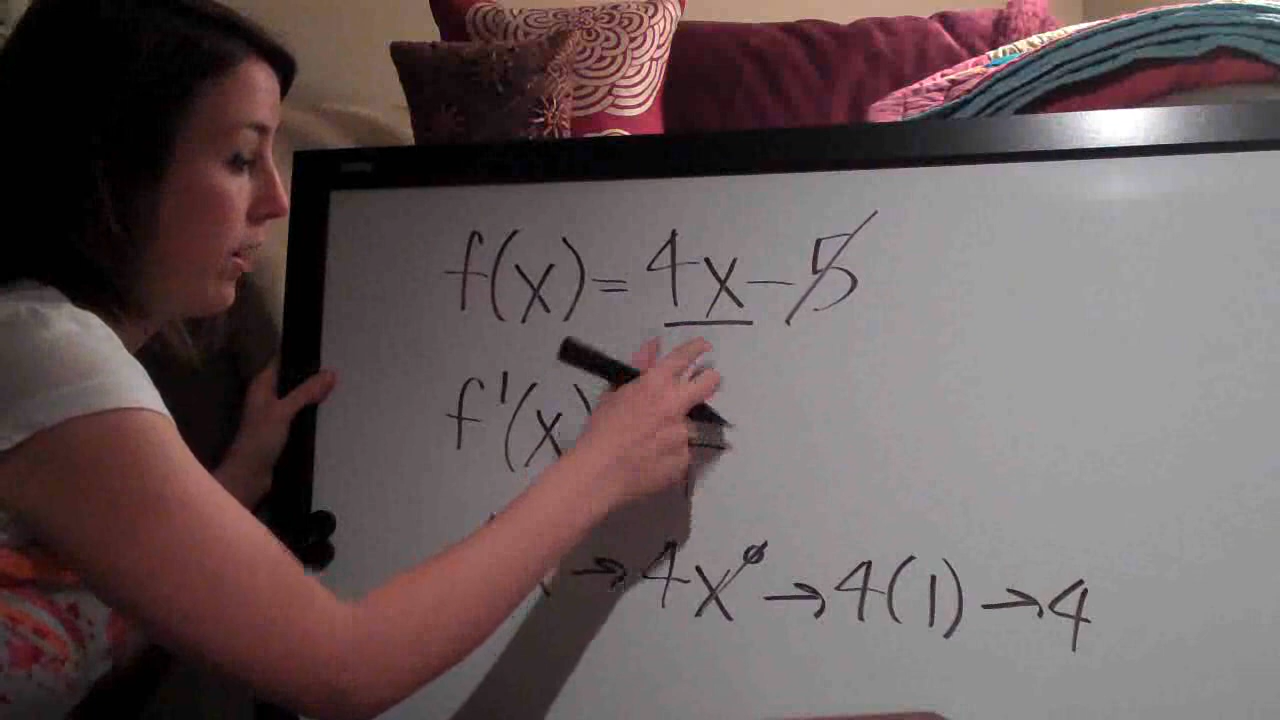 f(x) = 4x - 5
f'(x)
→ 4x⁰ → 4(1) → 4